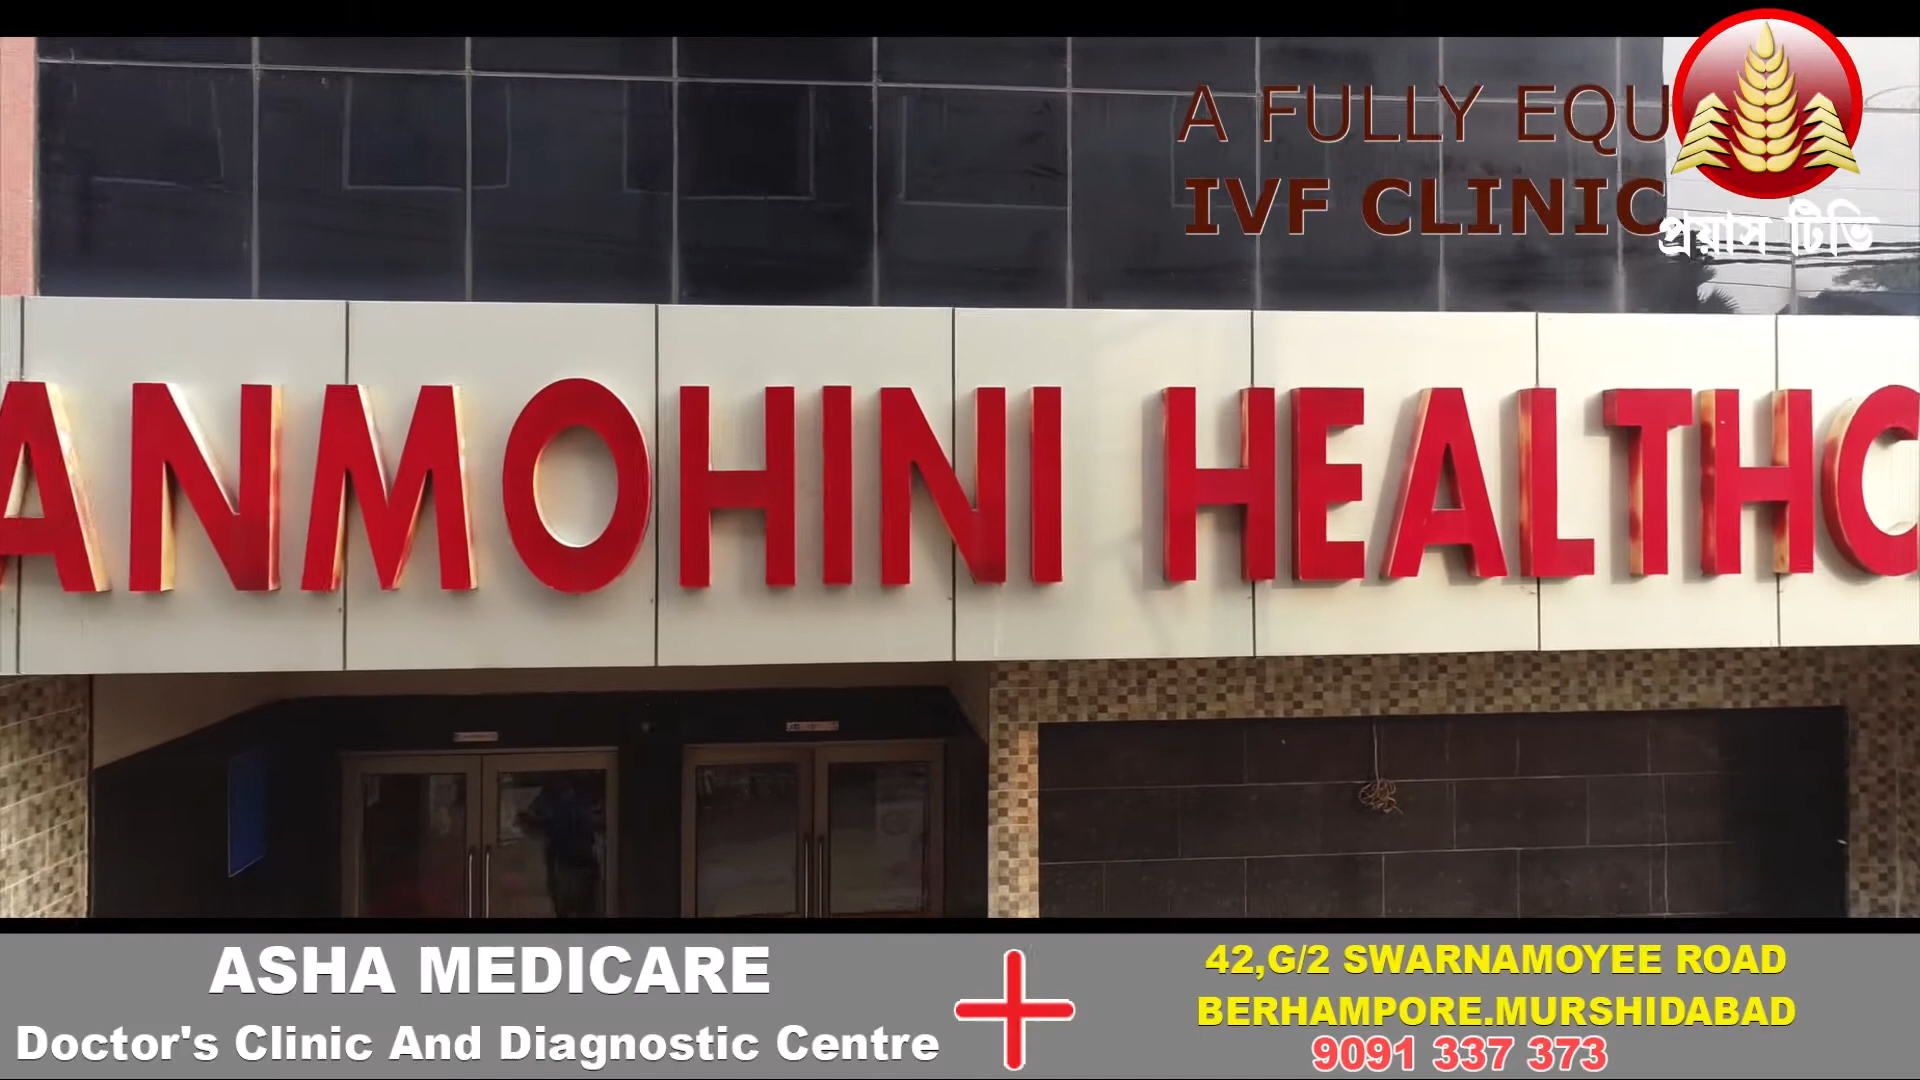 A FULLY EQU
IVF CLINIC
প্রয়াস টিভি
ANMOHINI HEALTHC
ASHA MEDICARE
Doctor's Clinic And Diagnostic Centre
42,G/2 SWARNAMOYEE ROAD
BERHAMPORE.MURSHIDABAD
9091 337 373